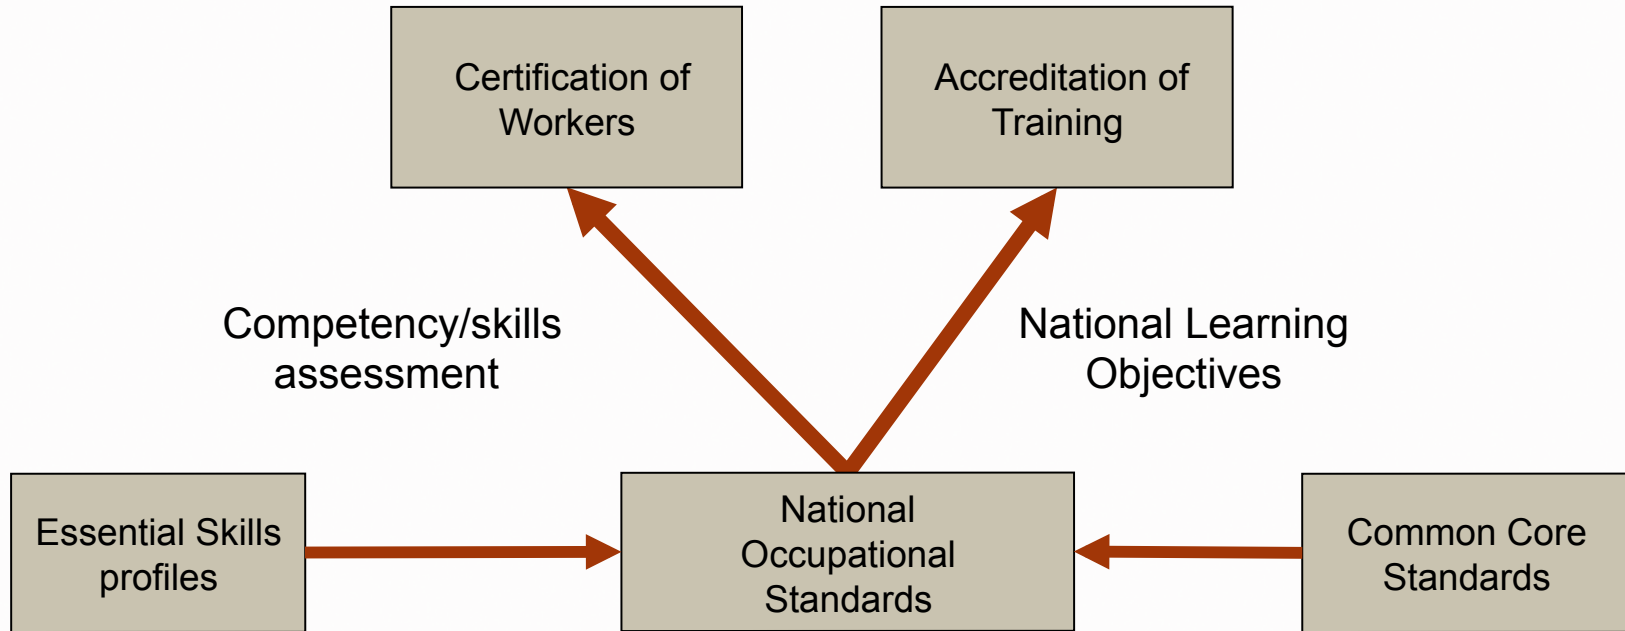 Certification of
Workers
Accreditation of
Training
Competency/skills
assessment
National Learning
Objectives
Essential Skills
profiles
National
Occupational
Standards
Common Core
Standards